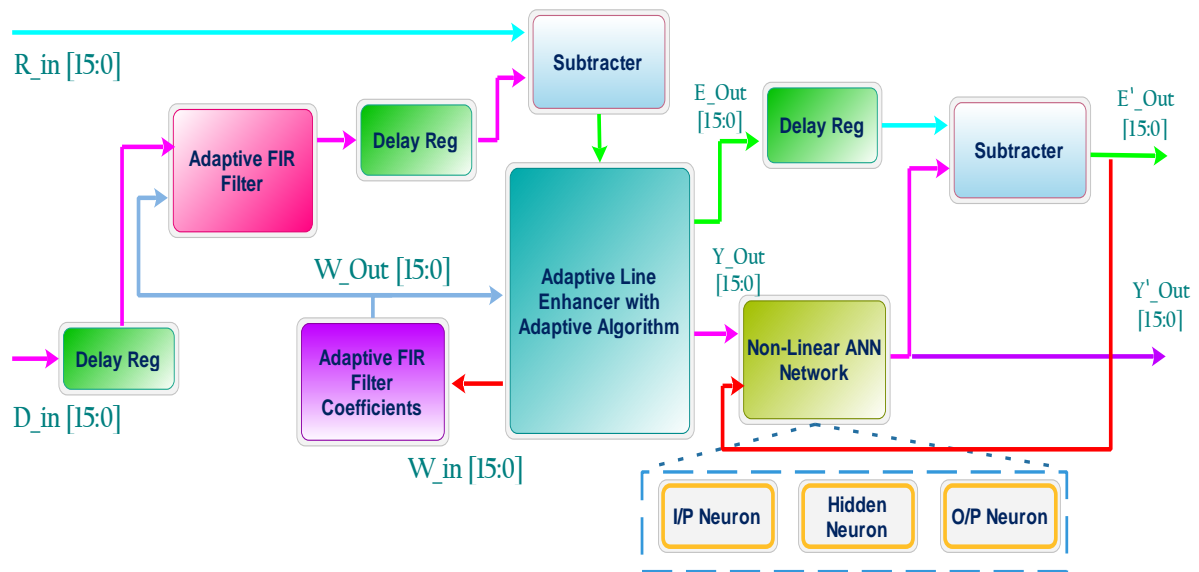 R_in [15:0]
Subtracter
Adaptive FIR
Filter
Delay Reg
E_Out
[15:0]
Delay Reg
Subtracter
E'_Out
[15:0]
W_Out [15:0]
Adaptive Line
Enhancer with
Adaptive Algorithm
Y_Out
[15:0]
Y'_Out
[15:0]
Delay Reg
D_in [15:0]
Adaptive FIR
Filter
Coefficients
Non-Linear ANN
Network
W_in [15:0]
I/P Neuron
Hidden
Neuron
O/P Neuron